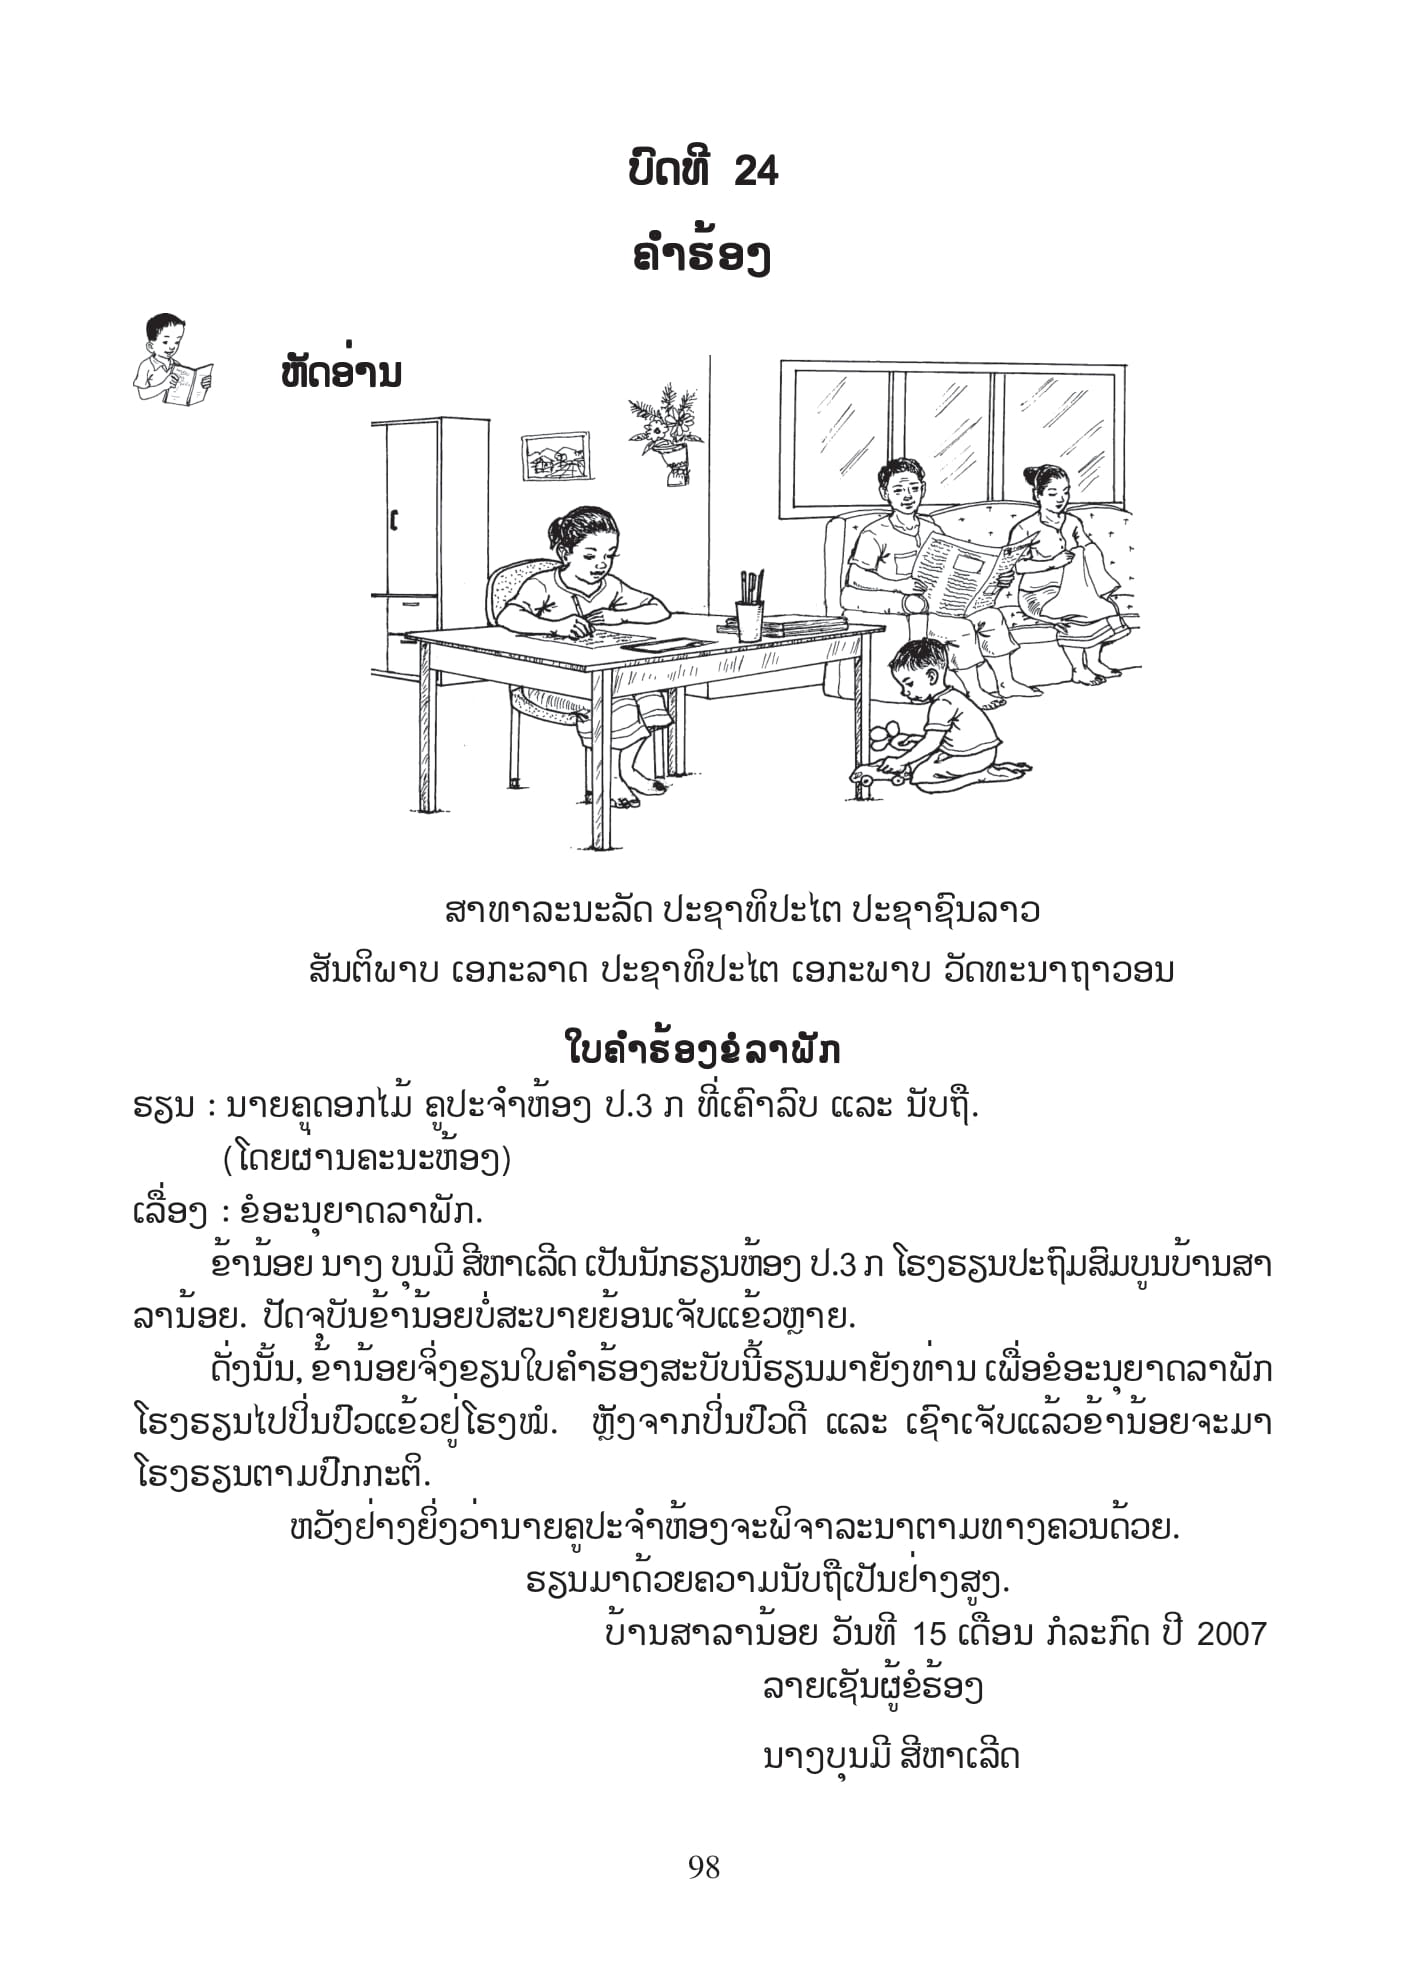 ບົດທີ 24
ຄຳຮ້ອງ
ຫັດອ່ານ
ສາທາລະນະລັດ ປະຊາທິປະໄຕ ປະຊາຊົນລາວ
ສັນຕິພາບ ເອກະລາດ ປະຊາທິປະໄຕ ເອກະພາບ ວັດທະນາຖາວອນ
ໃບຄຳຮ້ອງຂໍລາພັກ
ຮຽນ : ນາຍຄູດອກໄມ້ ຄູປະຈຳຫ້ອງ ປ.3 ກ ທີ່ເຄົາລົບ ແລະ ນັບຖື.
(ໂດຍຜ່ານຄະນະຫ້ອງ)
ເລື່ອງ : ຂໍອະນຸຍາດລາພັກ.
ຂ້ານ້ອຍ ນາງ ບຸນມີ ສີຫາເລີດ ເປັນນັກຮຽນຫ້ອງ ປ.3 ກ ໂຮງຮຽນປະຖົມສົມບູນບ້ານສາ
ລານ້ອຍ. ປັດຈຸບັນຂ້ານ້ອຍບໍ່ສະບາຍຍ້ອນເຈັບແຂ້ວຫຼາຍ.
ດັ່ງນັ້ນ, ຂ້ານ້ອຍຈິ່ງຂຽນໃບຄຳຮ້ອງສະບັບນີ້ຮຽນມາຍັງທ່ານ ເພື່ອຂໍອະນຸຍາດລາພັກ
ໂຮງຮຽນໄປປິ່ນປົວແຂ້ວຢູ່ໂຮງໝໍ. ຫຼັງຈາກປິ່ນປົວດີ ແລະ ເຊົາເຈັບແລ້ວຂ້ານ້ອຍຈະມາ
ໂຮງຮຽນຕາມປົກກະຕິ.
ຫວັງຢ່າງຍິ່ງວ່ານາຍຄູປະຈຳຫ້ອງຈະພິຈາລະນາຕາມທາງຄວນດ້ວຍ.
ຮຽນມາດ້ວຍຄວາມນັບຖືເປັນຢ່າງສູງ.
ບ້ານສາລານ້ອຍ ວັນທີ 15 ເດືອນ ກໍລະກົດ ປີ 2007
ລາຍເຊັນຜູ້ຂໍຮ້ອງ
ນາງບຸນມີ ສີຫາເລີດ
98